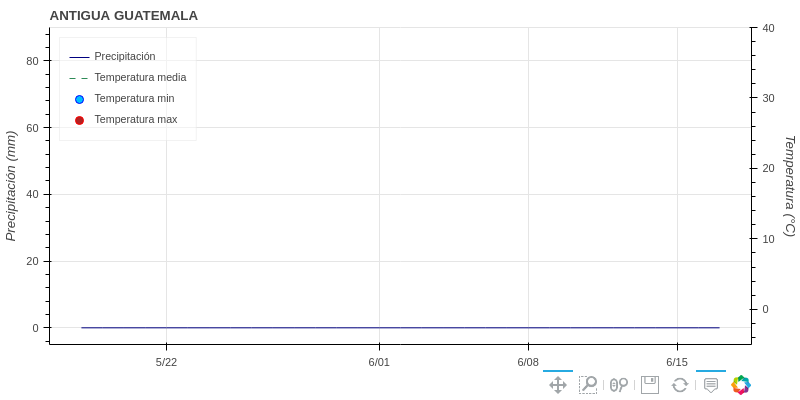 ANTIGUA GUATEMALA
Precipitación
Temperatura media
Temperatura min
Temperatura max
Precipitación (mm)
80
60
40
20
0
Temperatura (°C)
40
30
20
10
0
5/22
6/01
6/08
6/15